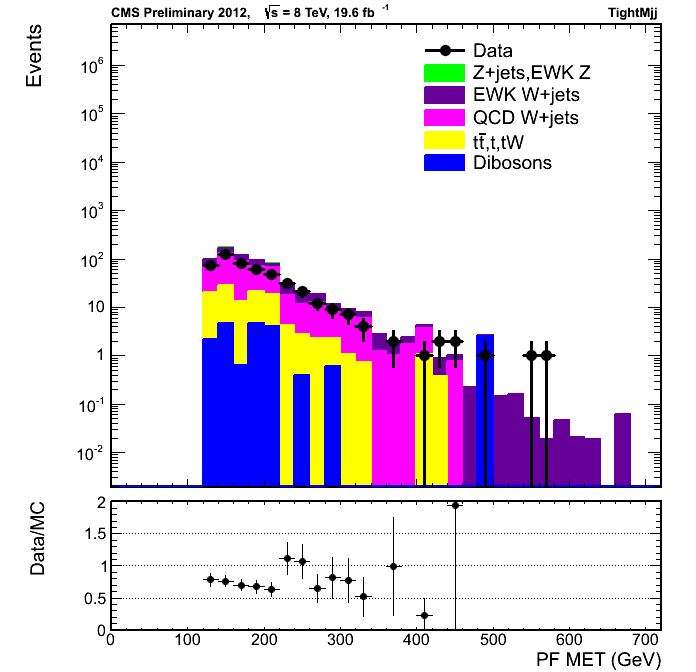 CMS Preliminary 2012, √s = 8 TeV, 19.6 fb⁻¹ TightMjj
Events
Data
Z+jets,EWK Z
EWK W+jets
QCD W+jets
tt̄,t,tW
Dibosons
10⁶
10⁵
10⁴
10³
10²
10
1
10⁻¹
10⁻²
Data/MC
2
1.5
1
0.5
0
0 100 200 300 400 500 600 700
PF MET (GeV)